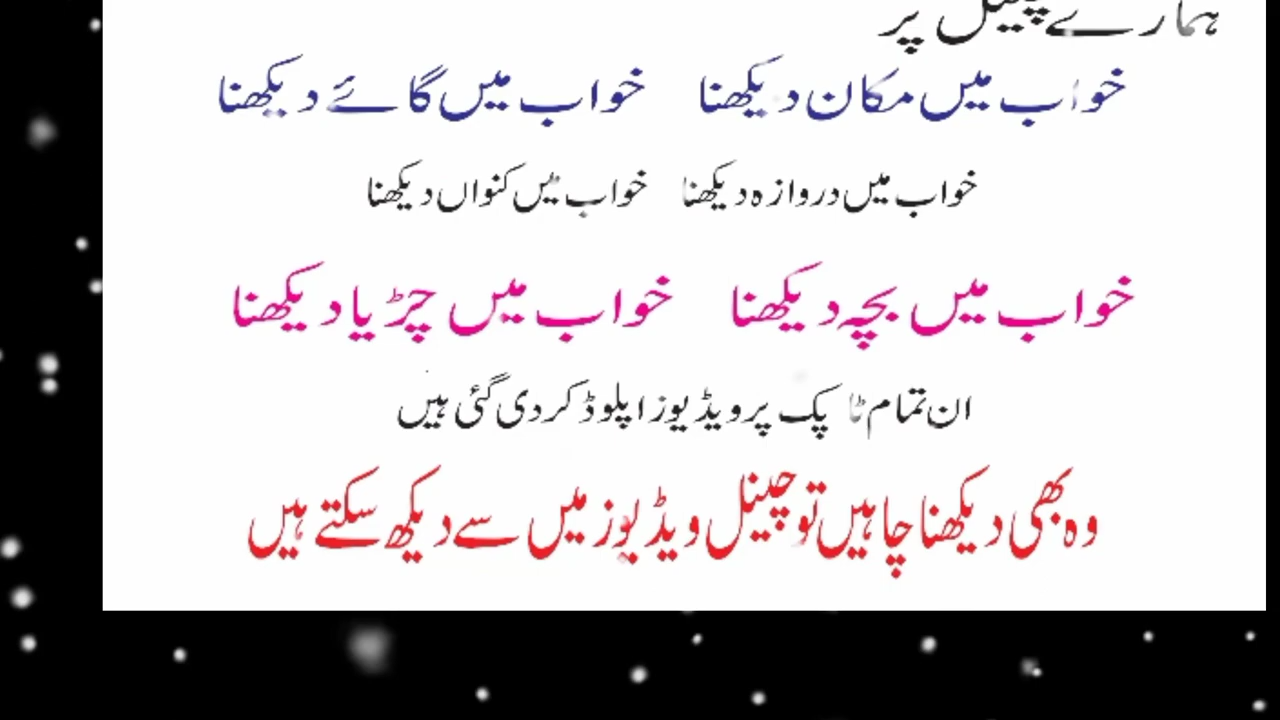 ہمارے چینل پر
خواب میں مکان دیکھنا خواب میں گائے دیکھنا
خواب میں دروازہ دیکھنا خواب میں کنواں دیکھنا
خواب میں بچہ دیکھنا خواب میں چڑیا دیکھنا
ان تمام ٹاپک پر ویڈیوز اپلوڈ کردی گئی ہیں
وہ بھی دیکھنا چاہیں تو چینل ویڈیوز میں سے دیکھ سکتے ہیں